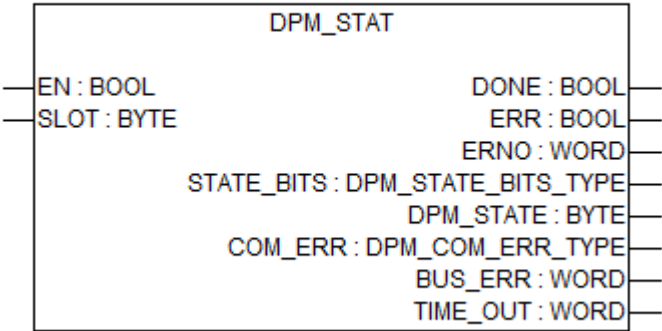 DPM_STAT
EN : BOOL DONE : BOOL
SLOT : BYTE ERR : BOOL
ERNO : WORD
STATE_BITS : DPM_STATE_BITS_TYPE
DPM_STATE : BYTE
COM_ERR : DPM_COM_ERR_TYPE
BUS_ERR : WORD
TIME_OUT : WORD